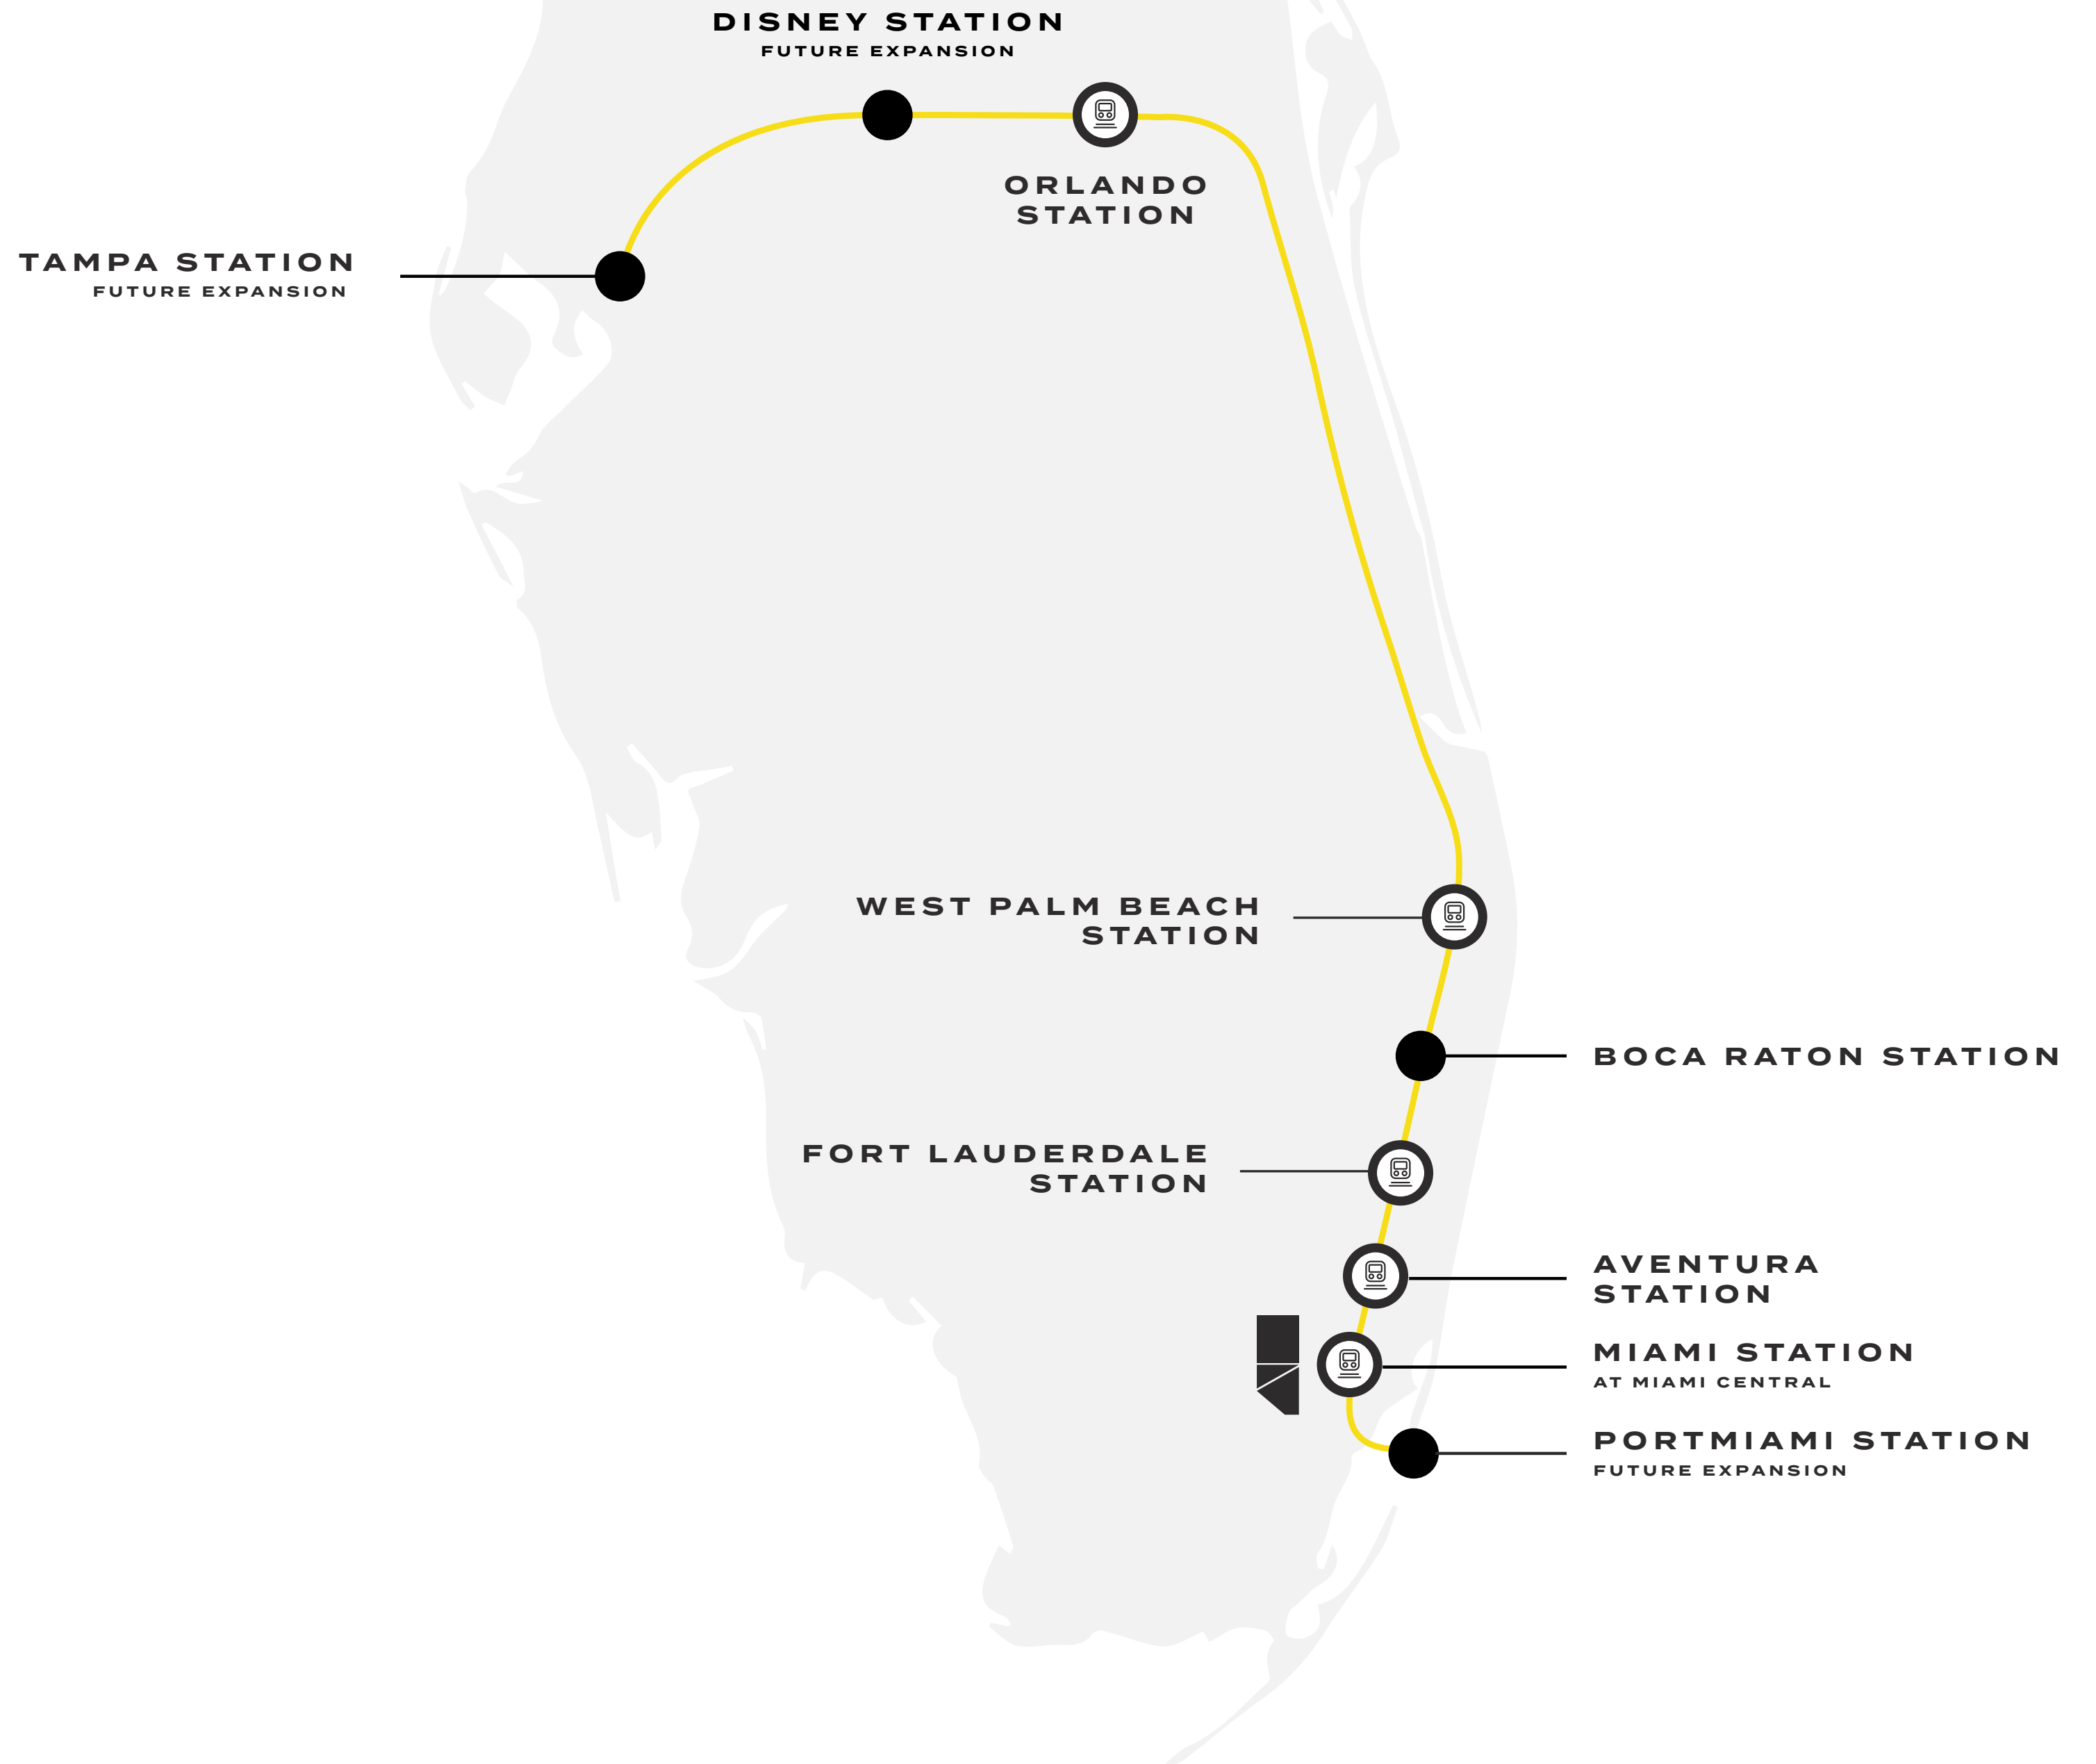 DISNEY STATION
FUTURE EXPANSION
ORLANDO
STATION
TAMPA STATION
FUTURE EXPANSION
WEST PALM BEACH
STATION
BOCA RATON STATION
FORT LAUDERDALE
STATION
AVENTURA
STATION
MIAMI STATION
AT MIAMI CENTRAL
PORTMIAMI STATION
FUTURE EXPANSION